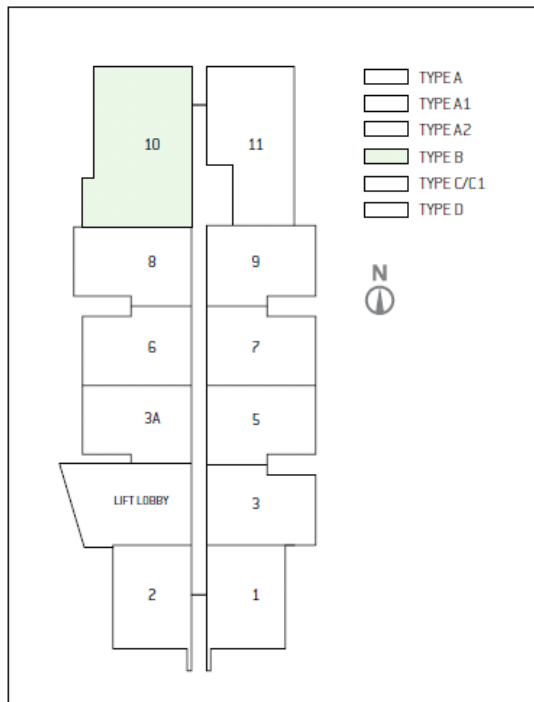 TYPE A
TYPE A1
TYPE A2
TYPE B
TYPE C/C1
TYPE D
N
10
11
8
9
6
7
3A
5
LIFT LOBBY
3
2
1